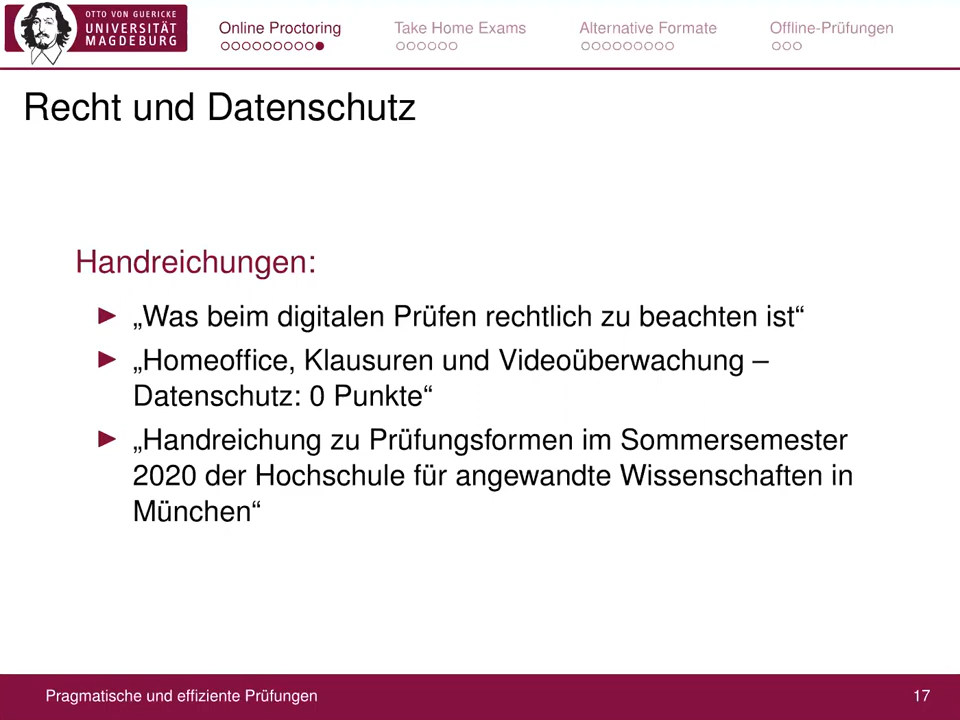 OTTO VON GUERICKE
UNIVERSITÄT
MAGDEBURG
Online Proctoring
Take Home Exams
Alternative Formate
Offline-Prüfungen
Recht und Datenschutz
Handreichungen:
„Was beim digitalen Prüfen rechtlich zu beachten ist“
„Homeoffice, Klausuren und Videoüberwachung –
Datenschutz: 0 Punkte“
„Handreichung zu Prüfungsformen im Sommersemester
2020 der Hochschule für angewandte Wissenschaften in
München“
Pragmatische und effiziente Prüfungen
17